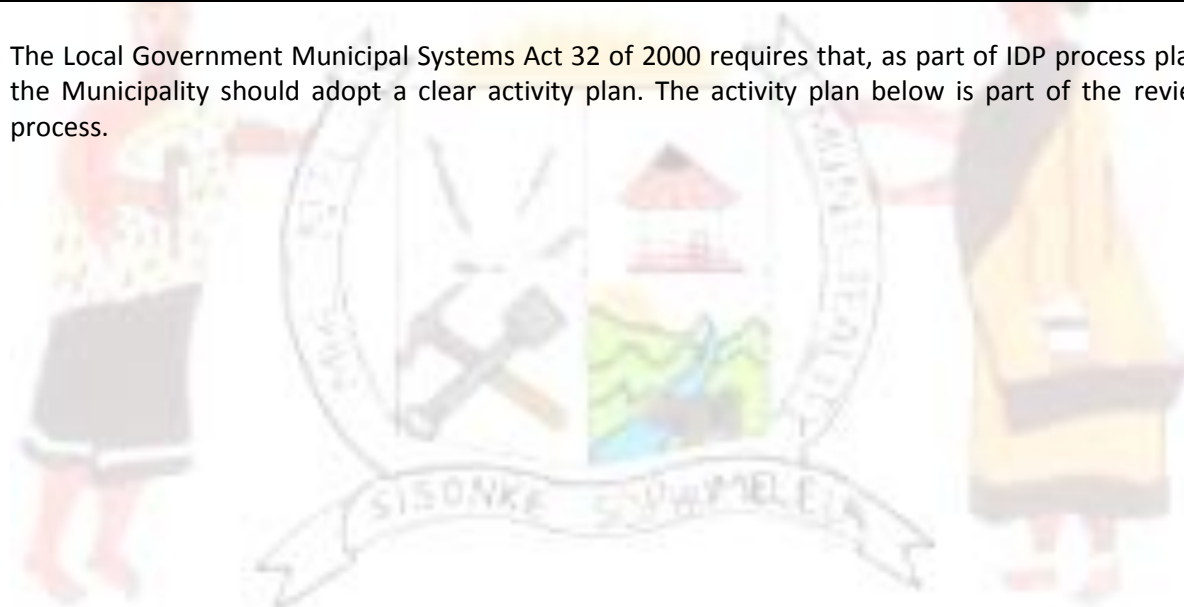 The Local Government Municipal Systems Act 32 of 2000 requires that, as part of IDP process pla
the Municipality should adopt a clear activity plan. The activity plan below is part of the revie
process.
SISONKE